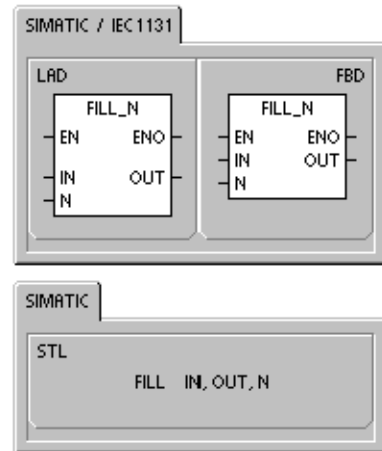 SIMATIC / IEC1131
LAD
FBD
FILL_N
EN ENO
IN OUT
N
FILL_N
EN ENO
IN OUT
N
SIMATIC
STL
FILL IN, OUT, N